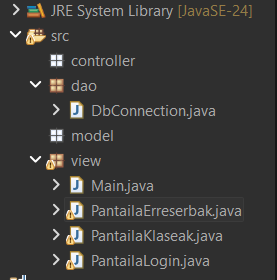 JRE System Library [JavaSE-24]
src
controller
dao
DbConnection.java
model
view
Main.java
PantailaErreserbak.java
PantailaKlaseak.java
PantailaLogin.java